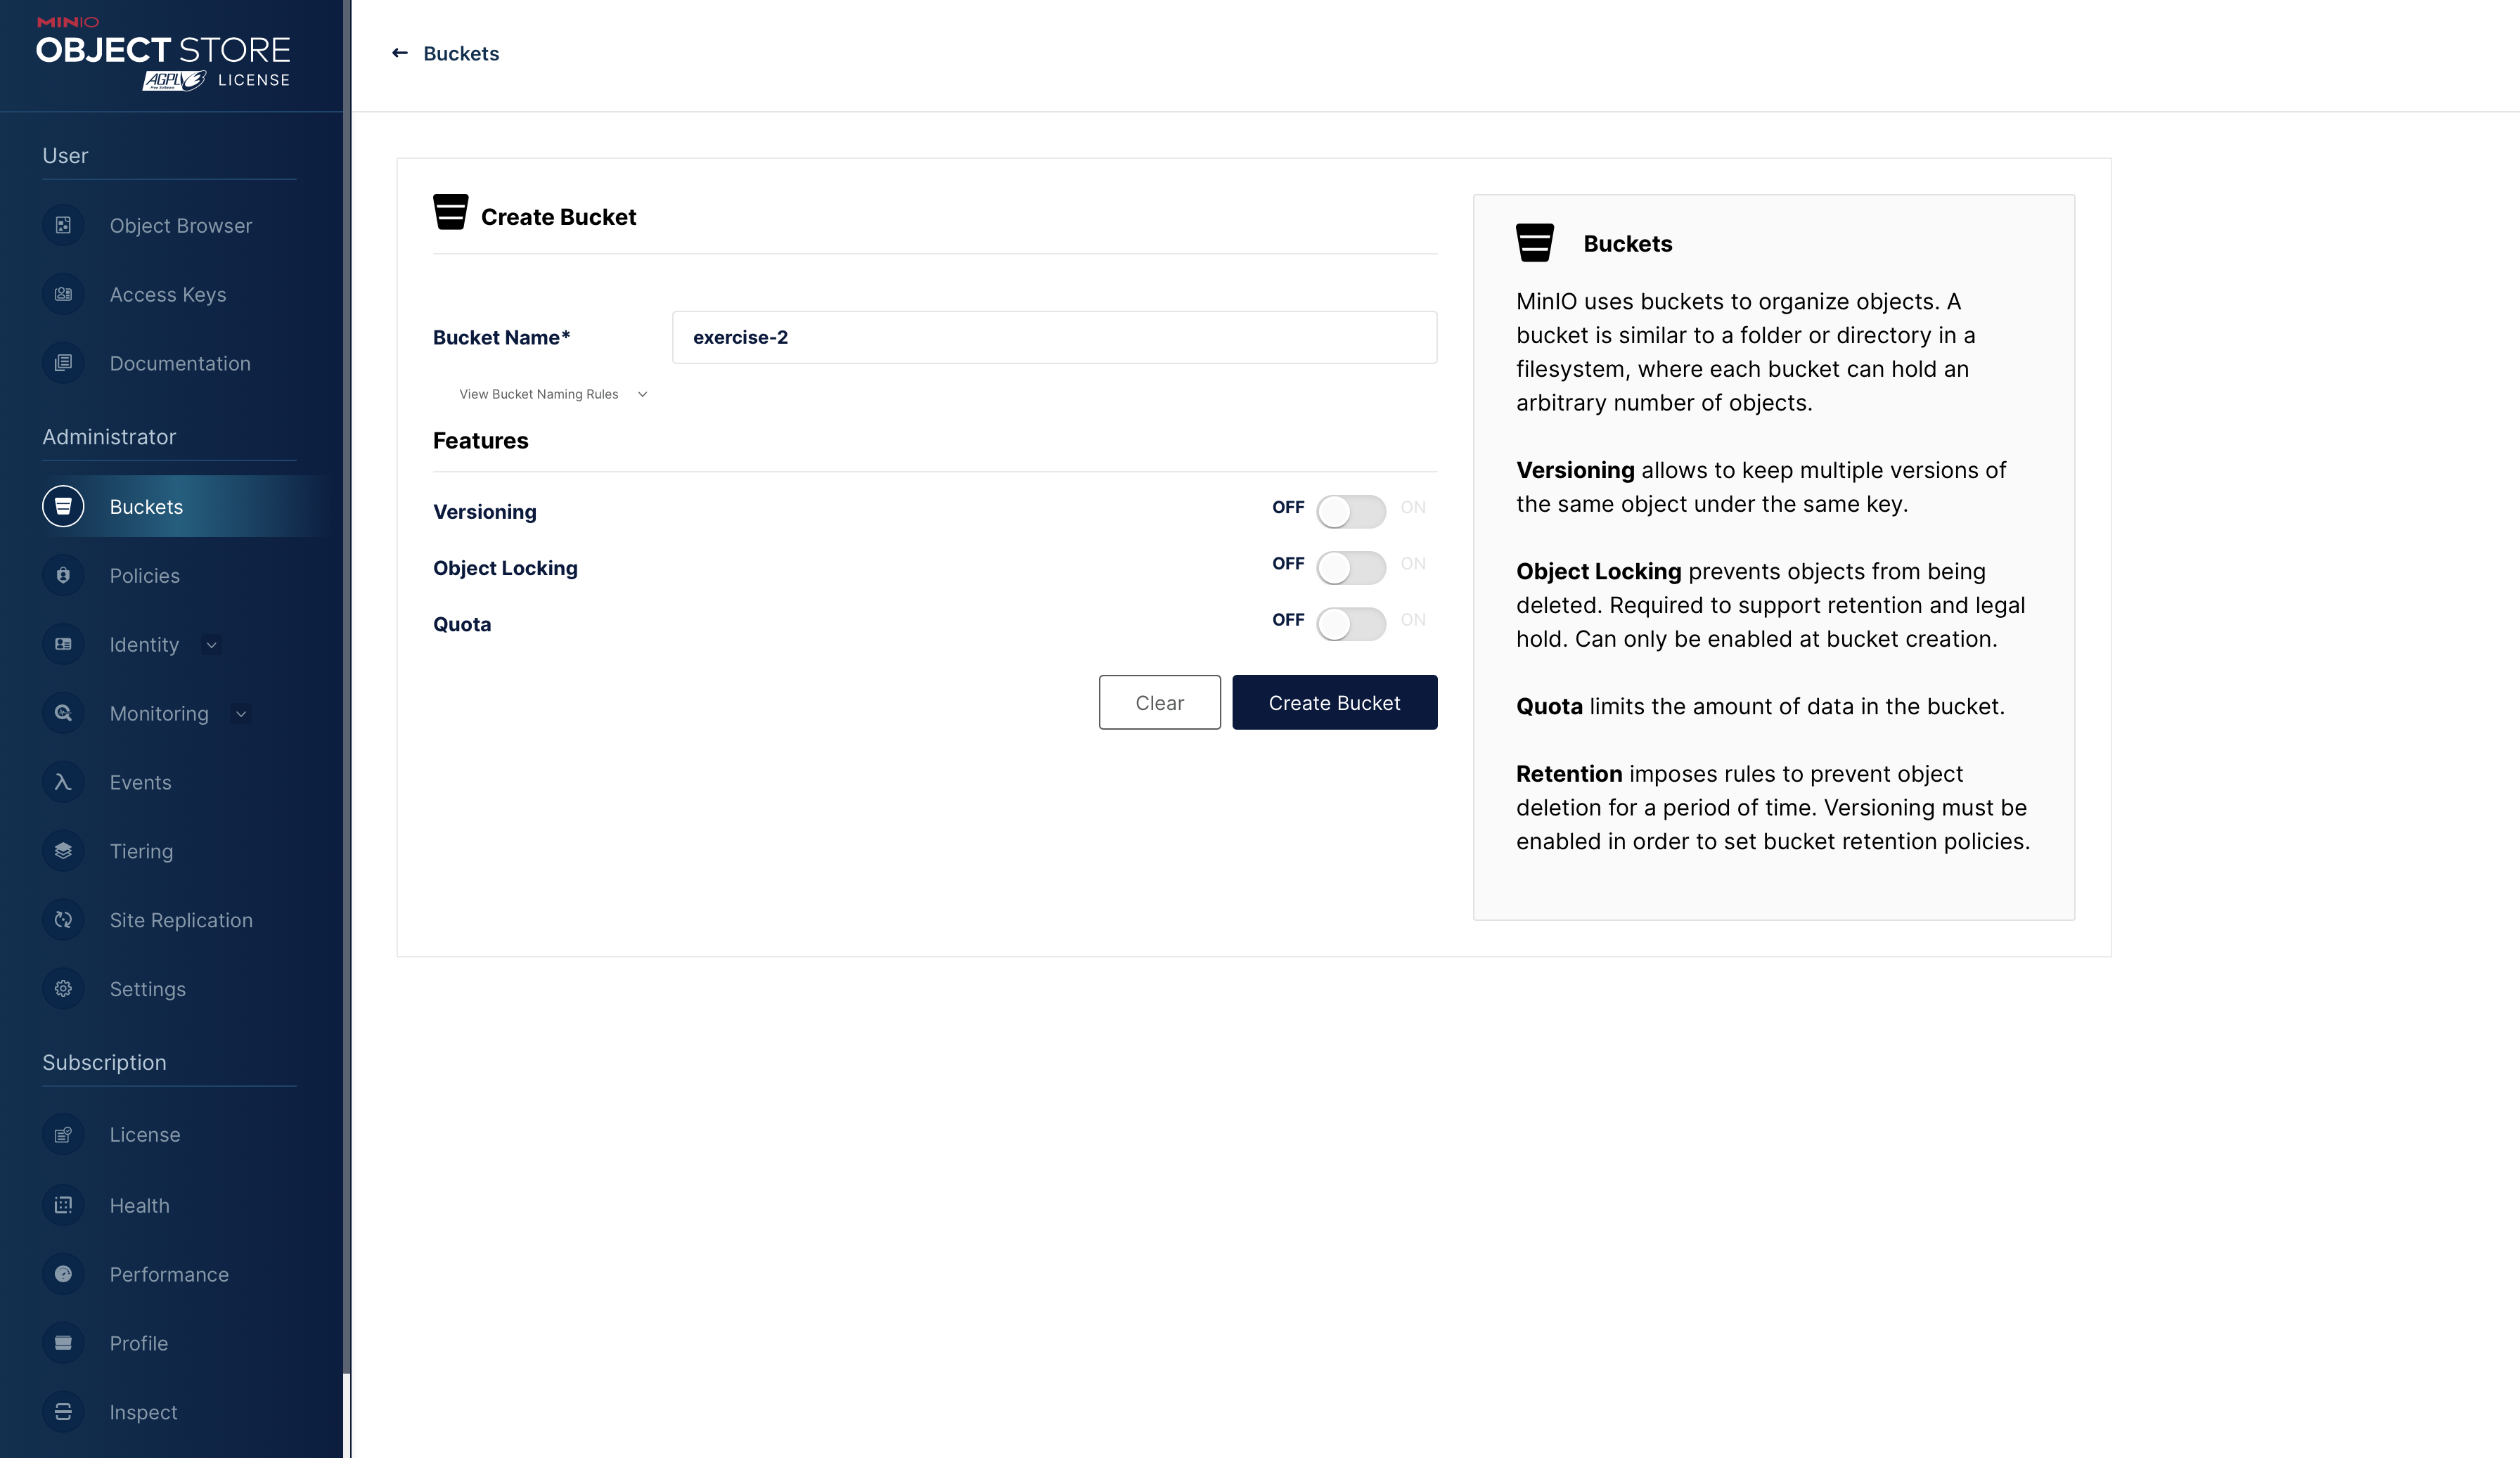 MINIO
OBJECT STORE
AGPL v3 LICENSE
Free Software
User
Object Browser
Access Keys
Documentation
Administrator
Buckets
Policies
Identity
Monitoring
Events
Tiering
Site Replication
Settings
Subscription
License
Health
Performance
Profile
Inspect
Buckets
Create Bucket
Bucket Name*
exercise-2
View Bucket Naming Rules
Features
Versioning OFF ON
Object Locking OFF ON
Quota OFF ON
Clear Create Bucket
Buckets
MinIO uses buckets to organize objects. A
bucket is similar to a folder or directory in a
filesystem, where each bucket can hold an
arbitrary number of objects.
Versioning allows to keep multiple versions of
the same object under the same key.
Object Locking prevents objects from being
deleted. Required to support retention and legal
hold. Can only be enabled at bucket creation.
Quota limits the amount of data in the bucket.
Retention imposes rules to prevent object
deletion for a period of time. Versioning must be
enabled in order to set bucket retention policies.